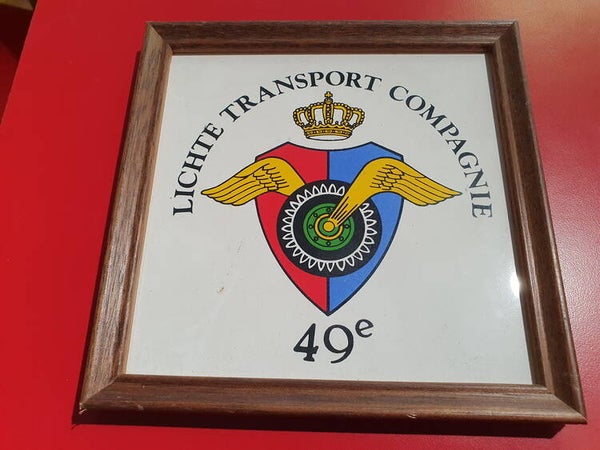 LICHTE TRANSPORT COMPAGNIE
49e